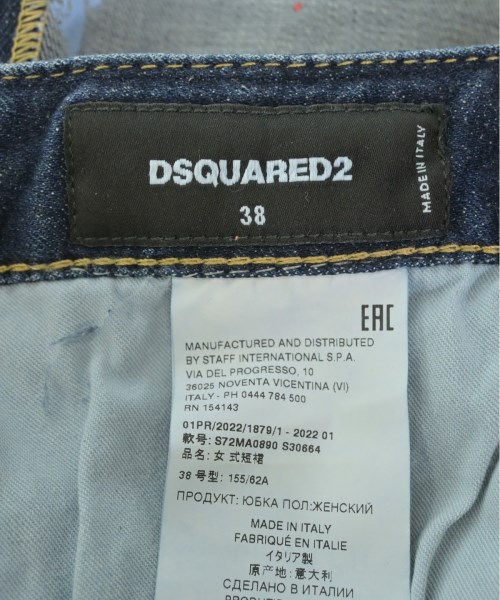 DSQUARED2
38
MADE IN ITALY
EAC
MANUFACTURED AND DISTRIBUTED
BY STAFF INTERNATIONAL S.P.A.
VIA DEL PROGRESSO, 10
36025 NOVENTA VICENTINA (VI)
ITALY - PH 0444 784 500
RN 154143
01PR/2022/1879/1 - 2022 01
款号: S72MA0890 S30664
品名: 女式短裙
38 号型: 155/62A
ПРОДУКТ: ЮБКА ПОЛ:ЖЕНСКИЙ
MADE IN ITALY
FABRIQUÉ EN ITALIE
イタリア製
原产地: 意大利
СДЕЛАНО В ИТАЛИИ